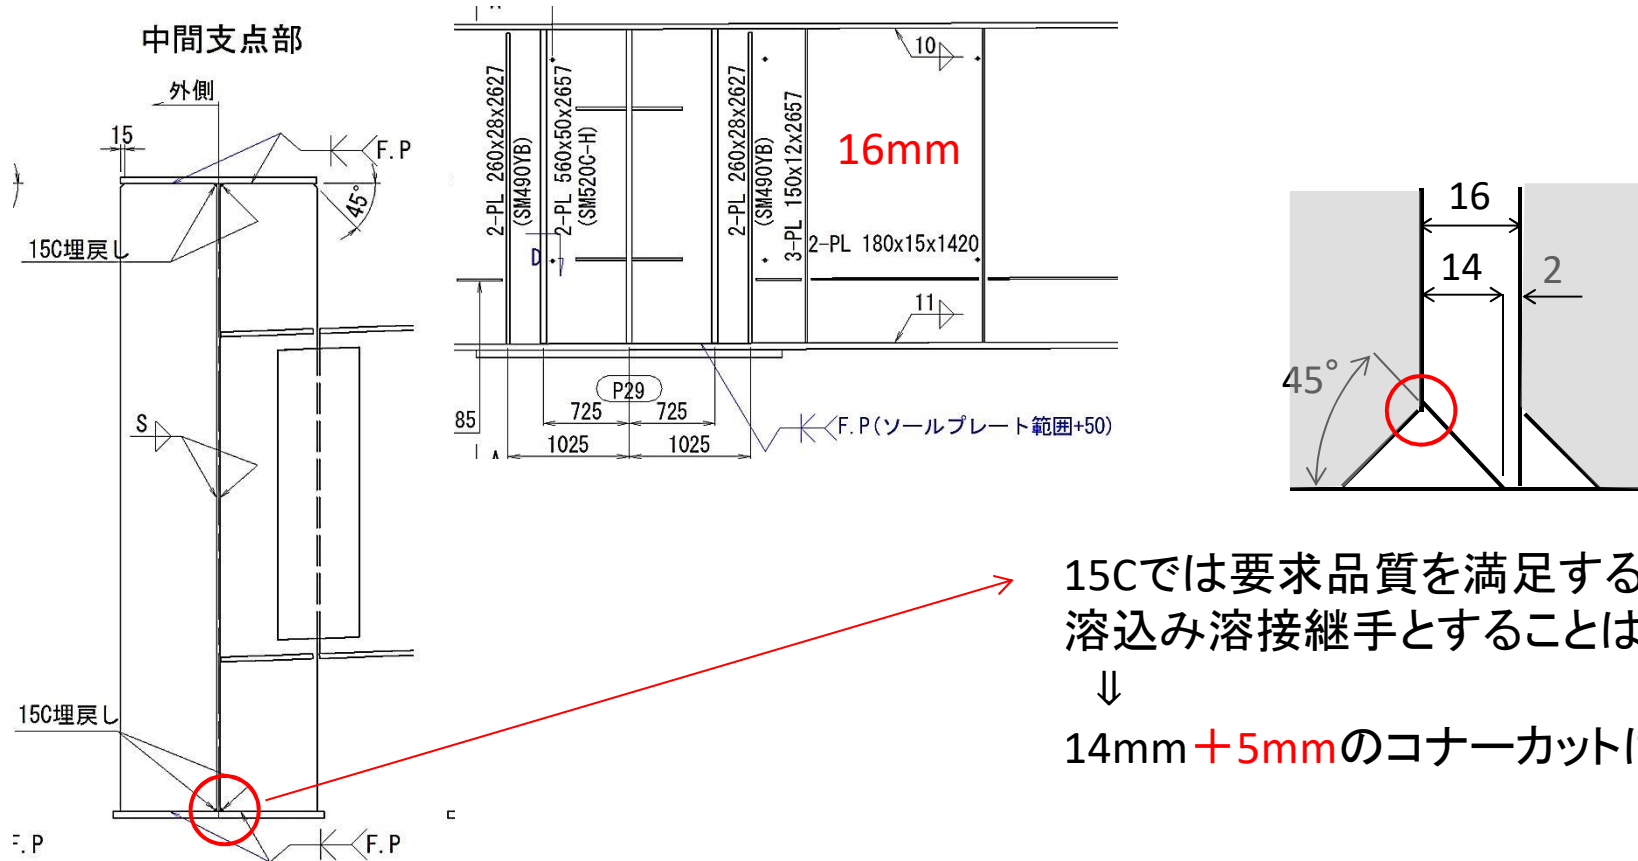 中間支点部
外側
15
F.P
45°
15C埋戻し
S
15C埋戻し
F.P
F.P
2-PL 260x28x2627
(SM490YB)
2-PL 560x50x2657
(SM520C-H)
D
2-PL 260x28x2627
(SM490YB)
3-PL 150x12x2657
10
16mm
2-PL 180x15x1420
11
P29
85
725
725
1025
1025
F.P(ソールプレート範囲+50)
16
14
2
45°
15Cでは要求品質を満足する
溶込み溶接継手とすることは
⇓
14mm+5mmのコナーカットに